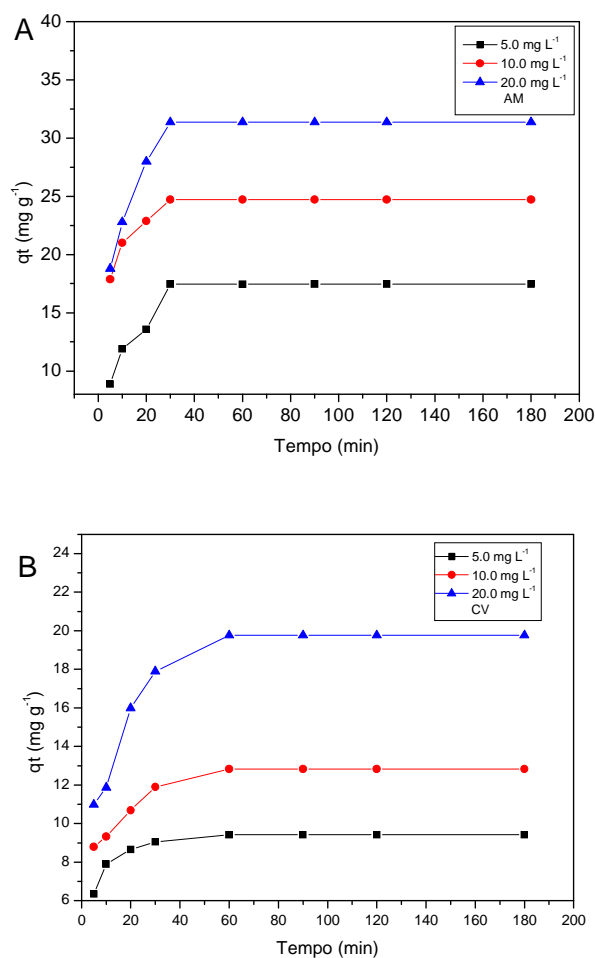 A
40
35
30
25
20
15
10
5.0 mg L⁻¹
10.0 mg L⁻¹
20.0 mg L⁻¹
AM
qt (mg g⁻¹)
0 20 40 60 80 100 120 140 160 180 200
Tempo (min)
B
24
22
20
18
16
14
12
10
8
6
5.0 mg L⁻¹
10.0 mg L⁻¹
20.0 mg L⁻¹
CV
qt (mg g⁻¹)
0 20 40 60 80 100 120 140 160 180 200
Tempo (min)